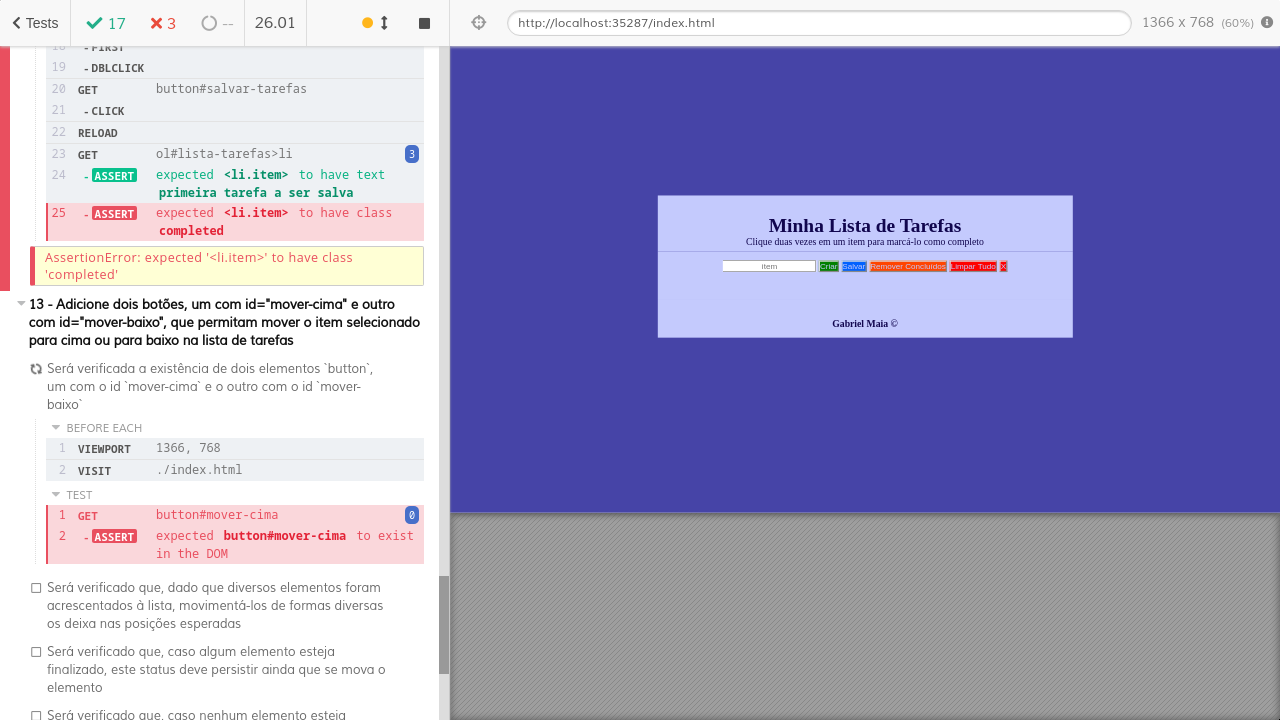 Tests 17 3 -- 26.01 http://localhost:35287/index.html 1366 x 768 (60%)
18 - FIRST
19 - DBLCLICK
20 GET button#salvar-tarefas
21 - CLICK
22 RELOAD
23 GET ol#lista-tarefas>li 3
24 - ASSERT expected <li.item> to have text
primeira tarefa a ser salva
25 - ASSERT expected <li.item> to have class
completed
AssertionError: expected '<li.item>' to have class
'completed'
13 - Adicione dois botões, um com id="mover-cima" e outro
com id="mover-baixo", que permitam mover o item selecionado
para cima ou para baixo na lista de tarefas
Será verificada a existência de dois elementos `button`,
um com o id `mover-cima` e o outro com o id `mover-
baixo`
BEFORE EACH
1 VIEWPORT 1366, 768
2 VISIT ./index.html
TEST
1 GET button#mover-cima 0
2 - ASSERT expected button#mover-cima to exist
in the DOM
Será verificado que, dado que diversos elementos foram
acrescentados à lista, movimentá-los de formas diversas
os deixa nas posições esperadas
Será verificado que, caso algum elemento esteja
finalizado, este status deve persistir ainda que se mova o
elemento
Será verificado que, caso nenhum elemento esteja
Minha Lista de Tarefas
Clique duas vezes em um item para marcá-lo como completo
item Criar Salvar Remover Concluídos Limpar Tudo X
Gabriel Maia ©